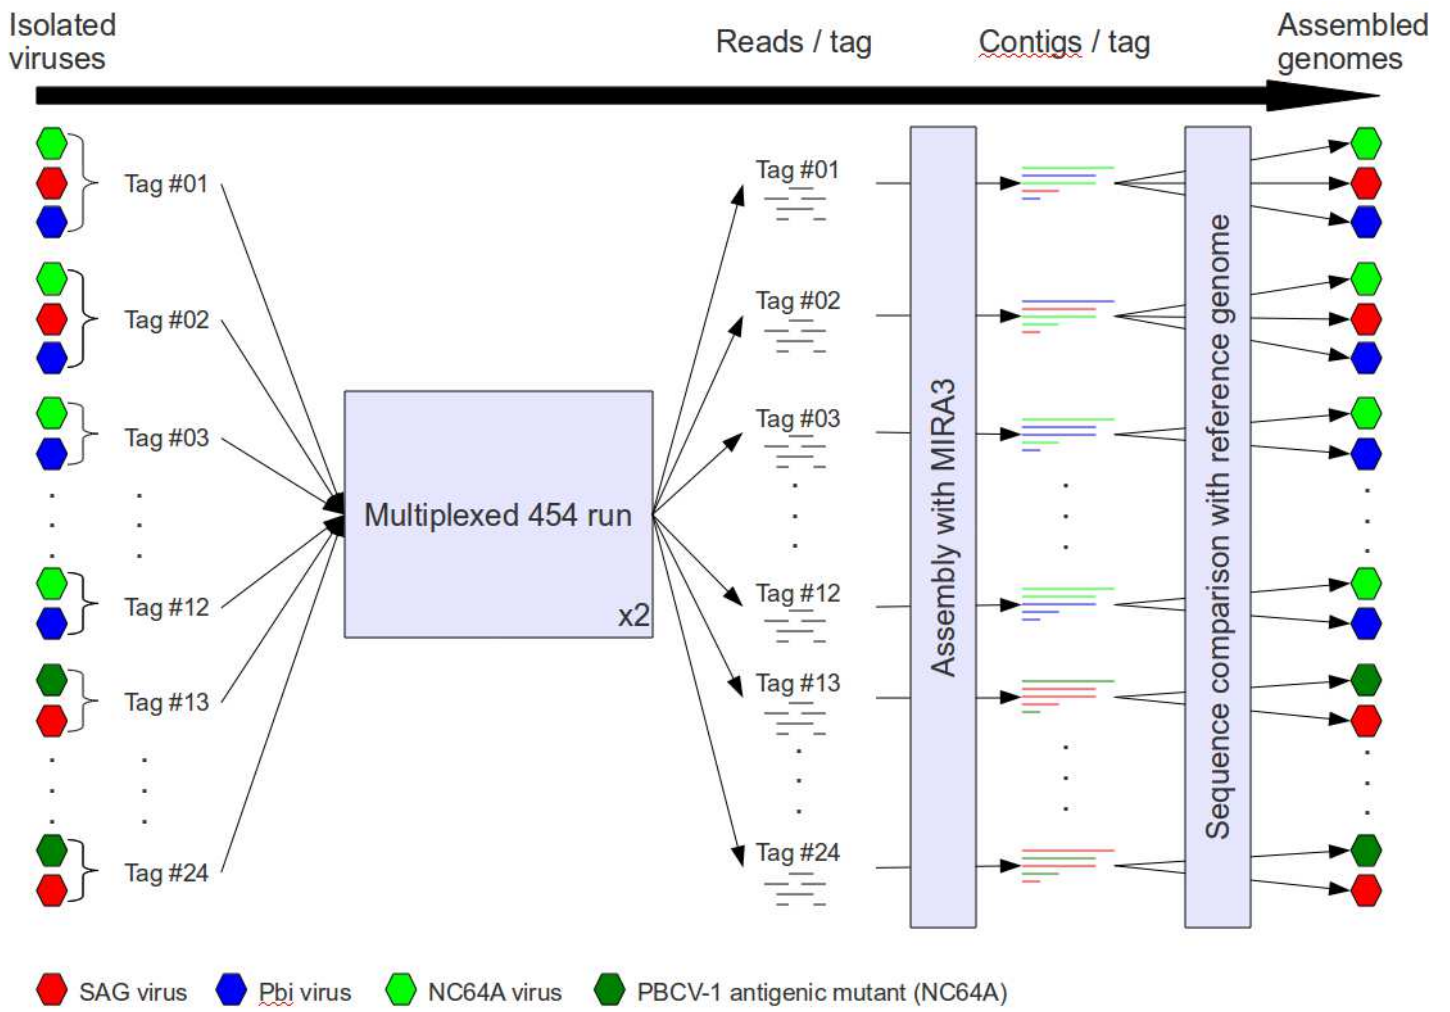 Isolated
viruses
Reads / tag
Contigs / tag
Assembled
genomes
Tag #01
Tag #02
Tag #03
Tag #12
Tag #13
Tag #24
Multiplexed 454 run
x2
Tag #01
Tag #02
Tag #03
Tag #12
Tag #13
Tag #24
Assembly with MIRA3
Sequence comparison with reference genome
SAG virus
Pbi virus
NC64A virus
PBCV-1 antigenic mutant (NC64A)